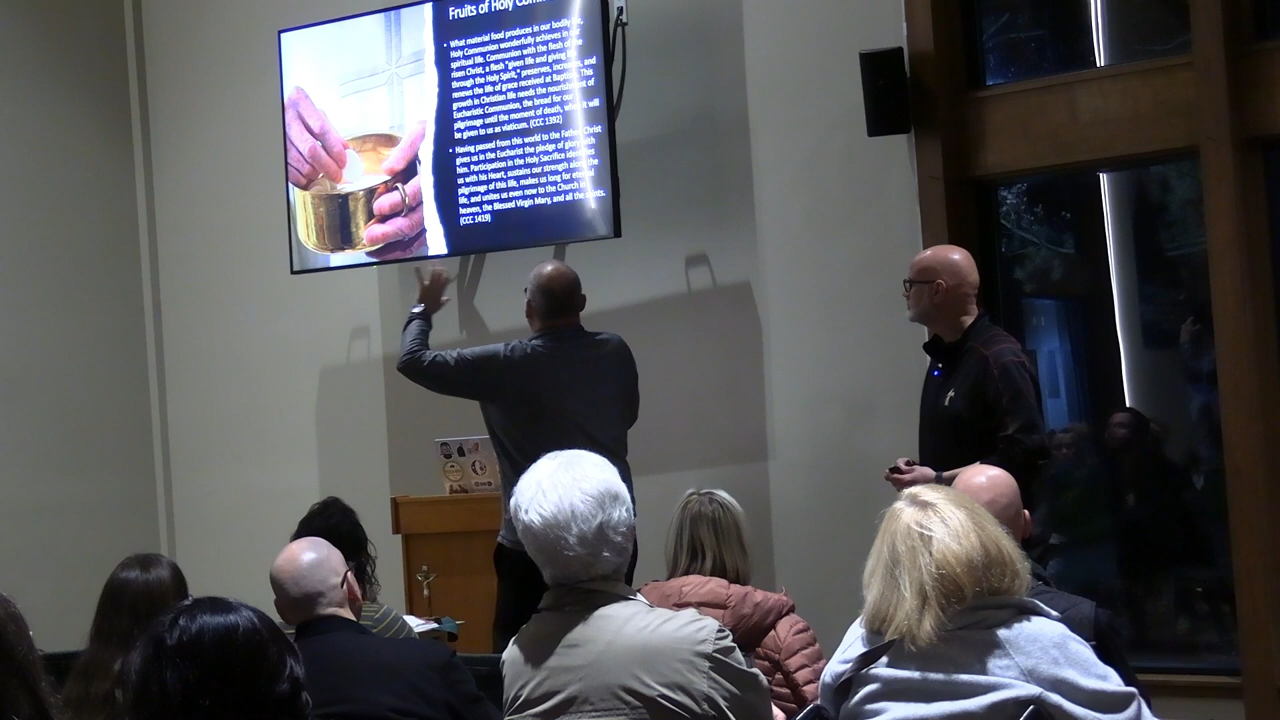 Fruits of Holy
• What material food produces in our bodily life,
Holy Communion wonderfully achieves in our
spiritual life. Communion with the flesh of the
risen Christ, a flesh "given life and giving life
through the Holy Spirit," preserves, increases, and
renews the life of grace received at Baptism. This
growth in Christian life needs the nourishment of
Eucharistic Communion, the bread for our
pilgrimage until the moment of death, when it will
be given to us as viaticum. (CCC 1392)
• Having passed from this world to the Father, Christ
gives us in the Eucharist the pledge of glory with
him. Participation in the Holy Sacrifice identifies
us with his Heart, sustains our strength along the
pilgrimage of this life, makes us long for eternal
life, and unites us even now to the Church in
heaven, the Blessed Virgin Mary, and all the saints.
(CCC 1419)